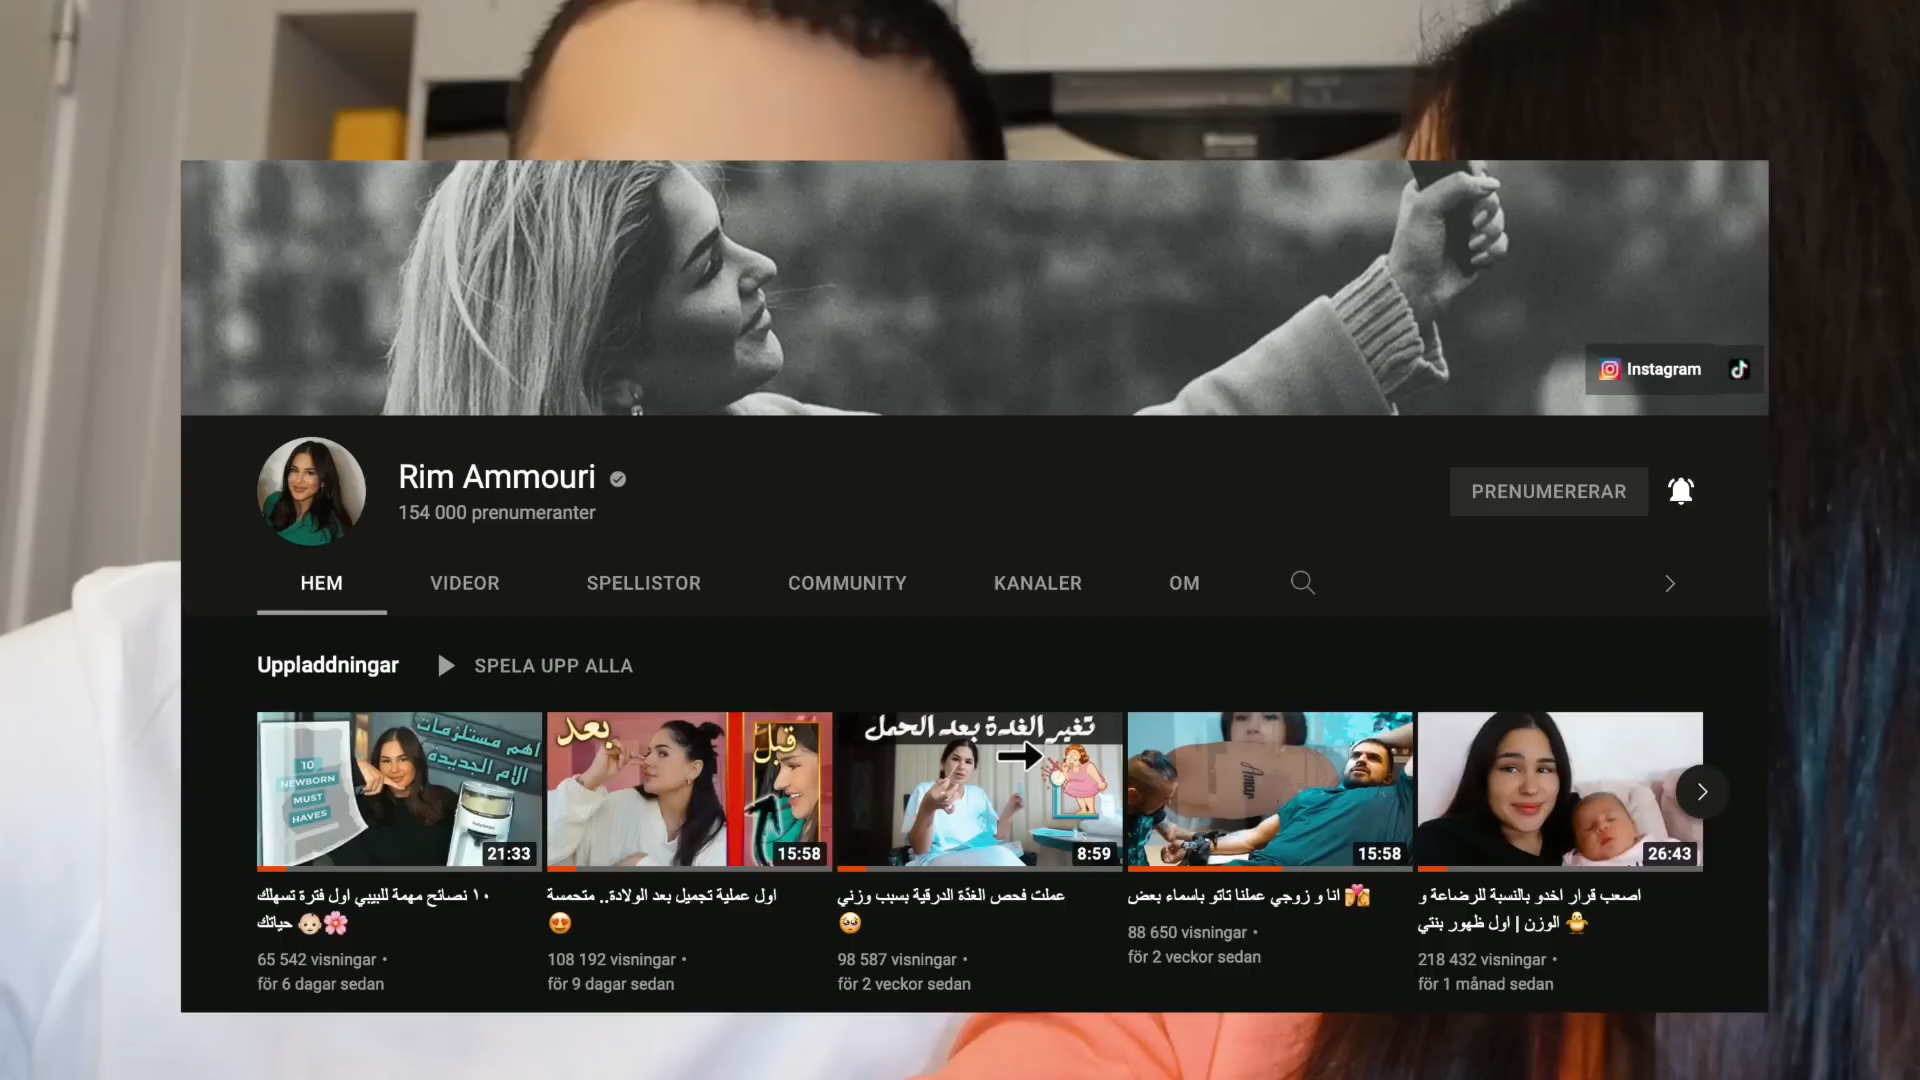 Instagram
Rim Ammouri
154 000 prenumeranter
PRENUMERERAR
HEM
VIDEOR
SPELLISTOR
COMMUNITY
KANALER
OM
Uppladdningar
SPELA UPP ALLA
اهم مستلزمات
الام الجديدة
10
NEWBORN
MUST
HAVES
21:33
١٠ نصائح مهمة للبيبي اول فترة تسهلك
حياتك 👶🏻🌸
65 542 visningar •
för 6 dagar sedan
بعد
قبل
15:58
اول عملية تجميل بعد الولادة.. متحمسة
😍
108 192 visningar •
för 9 dagar sedan
تغير الغدة بعد الحمل
8:59
عملت فحص الغدّة الدرقية بسبب وزني
🥺
98 587 visningar •
för 2 veckor sedan
15:58
انا و زوجي عملنا تاتو باسماء بعض 💏
88 650 visningar •
för 2 veckor sedan
26:43
اصعب قرار اخدو بالنسبة للرضاعة و
الوزن | اول ظهور بنتي 🐥
218 432 visningar •
för 1 månad sedan